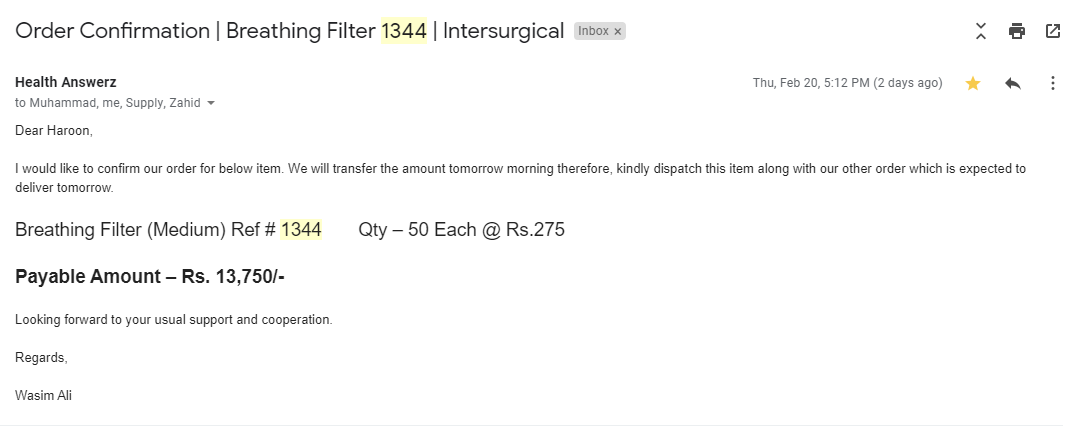 Order Confirmation | Breathing Filter 1344 | Intersurgical Inbox x
Health Answerz Thu, Feb 20, 5:12 PM (2 days ago)
to Muhammad, me, Supply, Zahid
Dear Haroon,
I would like to confirm our order for below item. We will transfer the amount tomorrow morning therefore, kindly dispatch this item along with our other order which is expected to
deliver tomorrow.
Breathing Filter (Medium) Ref # 1344 Qty – 50 Each @ Rs.275
Payable Amount – Rs. 13,750/-
Looking forward to your usual support and cooperation.
Regards,
Wasim Ali